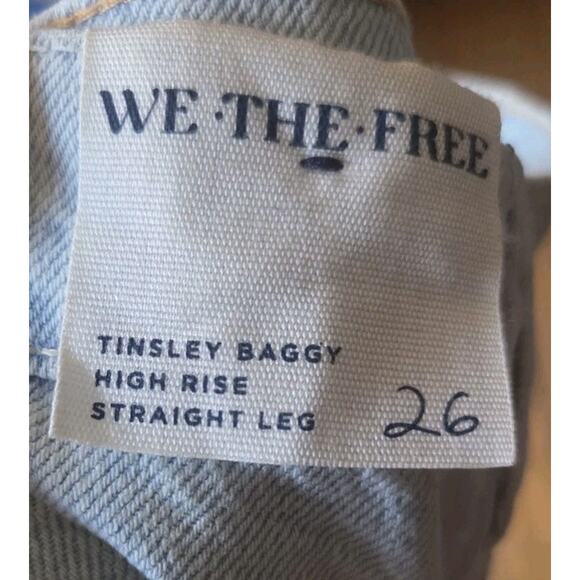 WE·THE·FREE
TINSLEY BAGGY
HIGH RISE
STRAIGHT LEG 26